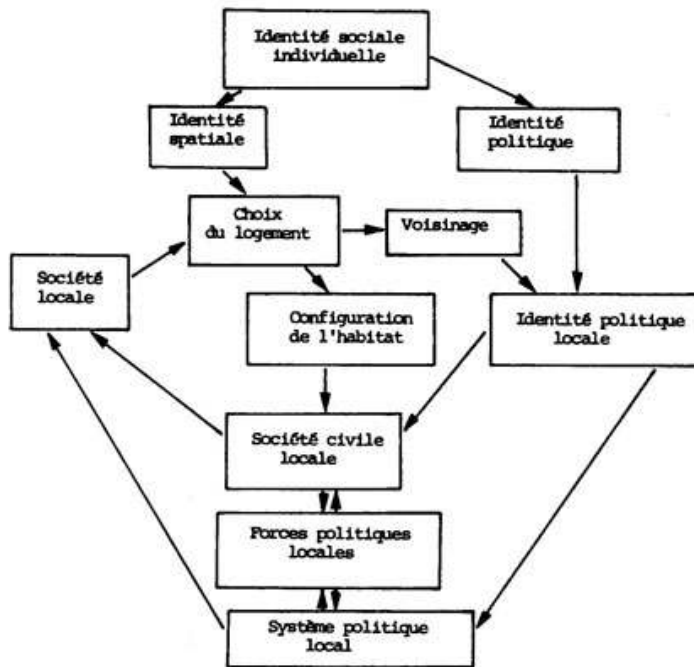 Identité sociale
individuelle
Identité
spatiale
Identité
politique
Choix
du logement
Voisinage
Société
locale
Configuration
de l'habitat
Identité politique
locale
Société civile
locale
Forces politiques
locales
Système politique
local